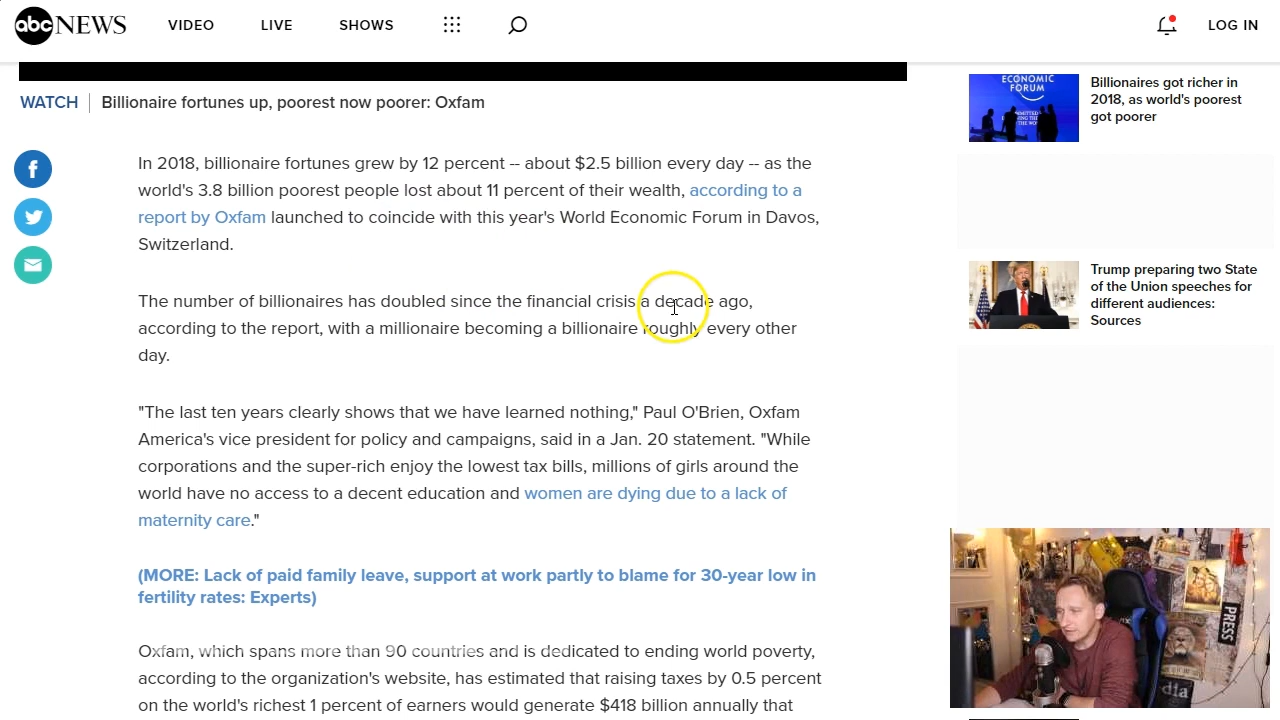 abc NEWS VIDEO LIVE SHOWS LOG IN
WATCH Billionaire fortunes up, poorest now poorer: Oxfam
In 2018, billionaire fortunes grew by 12 percent -- about $2.5 billion every day -- as the
world's 3.8 billion poorest people lost about 11 percent of their wealth, according to a
report by Oxfam launched to coincide with this year's World Economic Forum in Davos,
Switzerland.
The number of billionaires has doubled since the financial crisis a decade ago,
according to the report, with a millionaire becoming a billionaire roughly every other
day.
"The last ten years clearly shows that we have learned nothing," Paul O'Brien, Oxfam
America's vice president for policy and campaigns, said in a Jan. 20 statement. "While
corporations and the super-rich enjoy the lowest tax bills, millions of girls around the
world have no access to a decent education and women are dying due to a lack of
maternity care."
(MORE: Lack of paid family leave, support at work partly to blame for 30-year low in
fertility rates: Experts)
Oxfam, which spans more than 90 countries and is dedicated to ending world poverty,
according to the organization's website, has estimated that raising taxes by 0.5 percent
on the world's richest 1 percent of earners would generate $418 billion annually that
ECONOMIC
FORUM
Billionaires got richer in
2018, as world's poorest
got poorer
Trump preparing two State
of the Union speeches for
different audiences:
Sources
PRESS
dia